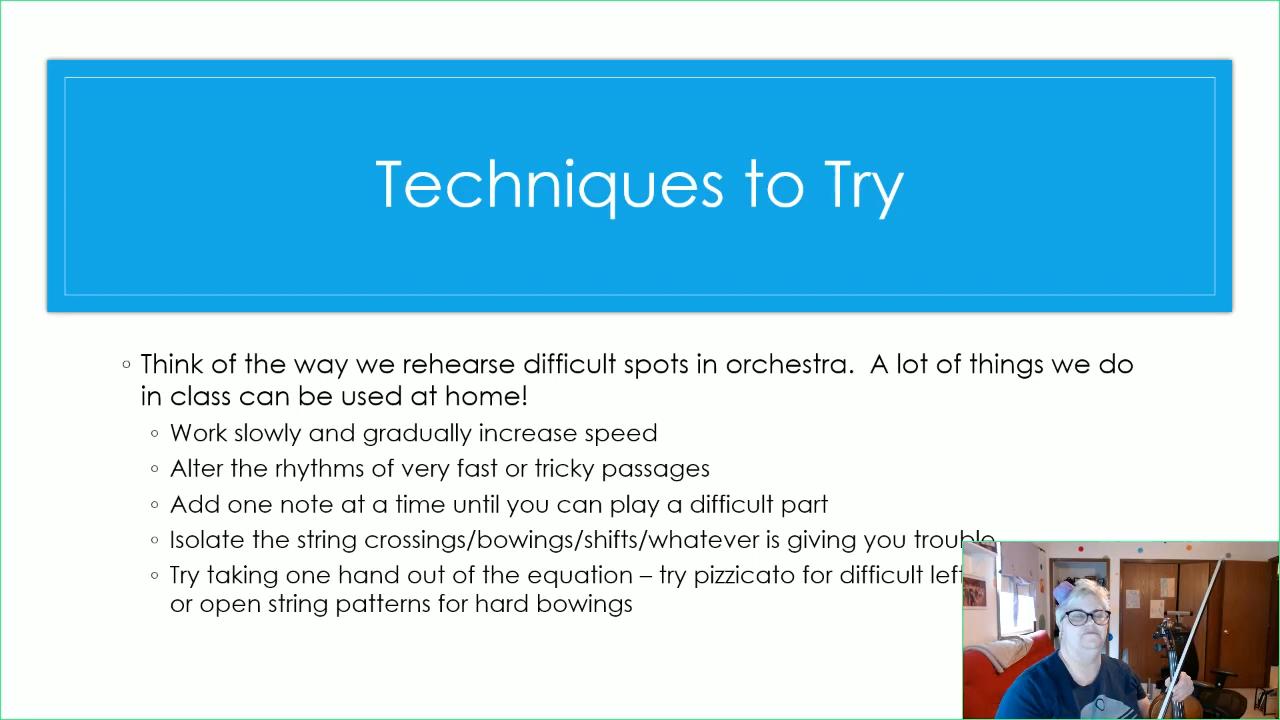 Techniques to Try
Think of the way we rehearse difficult spots in orchestra. A lot of things we do
in class can be used at home!
Work slowly and gradually increase speed
Alter the rhythms of very fast or tricky passages
Add one note at a time until you can play a difficult part
Isolate the string crossings/bowings/shifts/whatever is giving you trouble
Try taking one hand out of the equation – try pizzicato for difficult left
or open string patterns for hard bowings